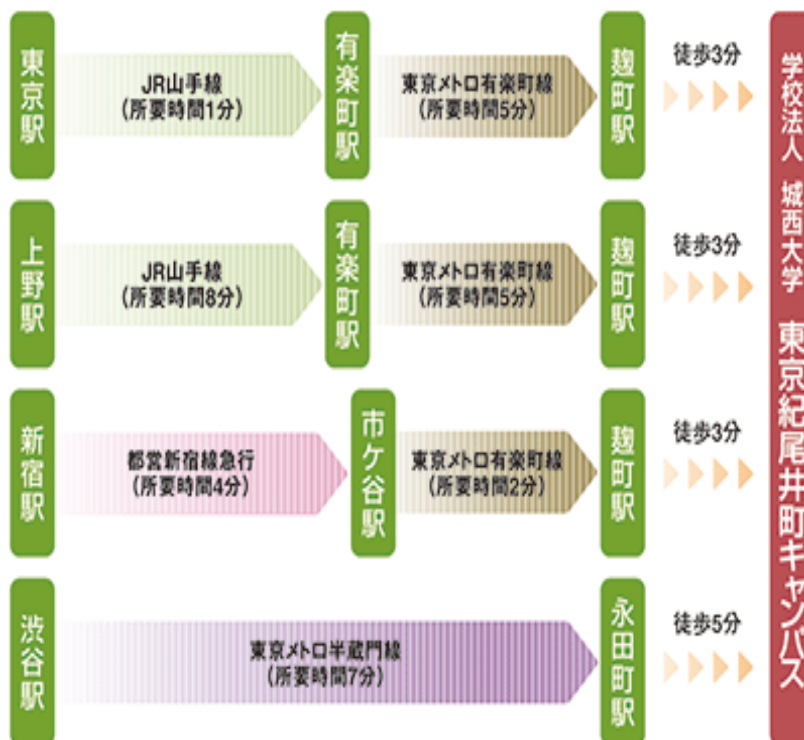 東京駅
JR山手線
(所要時間1分)
有楽町駅
東京メトロ有楽町線
(所要時間5分)
麹町駅
徒歩3分
上野駅
JR山手線
(所要時間8分)
有楽町駅
東京メトロ有楽町線
(所要時間5分)
麹町駅
徒歩3分
新宿駅
都営新宿線急行
(所要時間4分)
市ケ谷駅
東京メトロ有楽町線
(所要時間2分)
麹町駅
徒歩3分
渋谷駅
東京メトロ半蔵門線
(所要時間7分)
永田町駅
徒歩5分
学校法人 城西大学 東京紀尾井町キャンパス